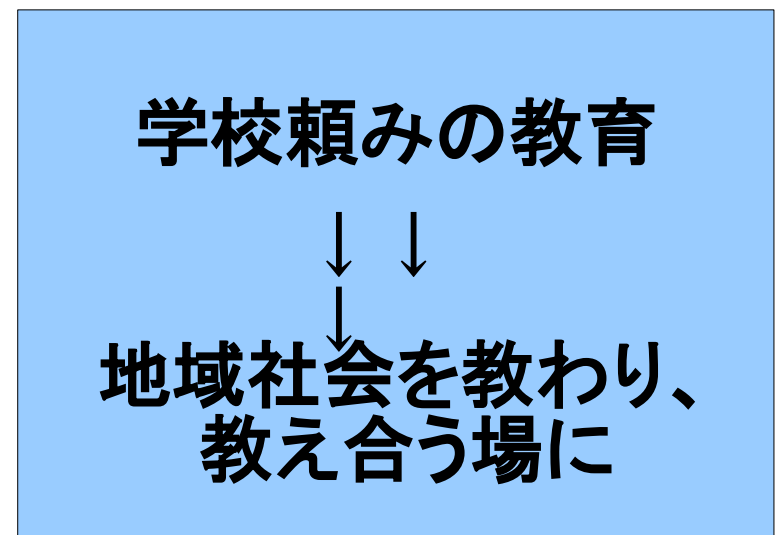 学校頼みの教育
↓ ↓
↓
地域社会を教わり、
教え合う場に